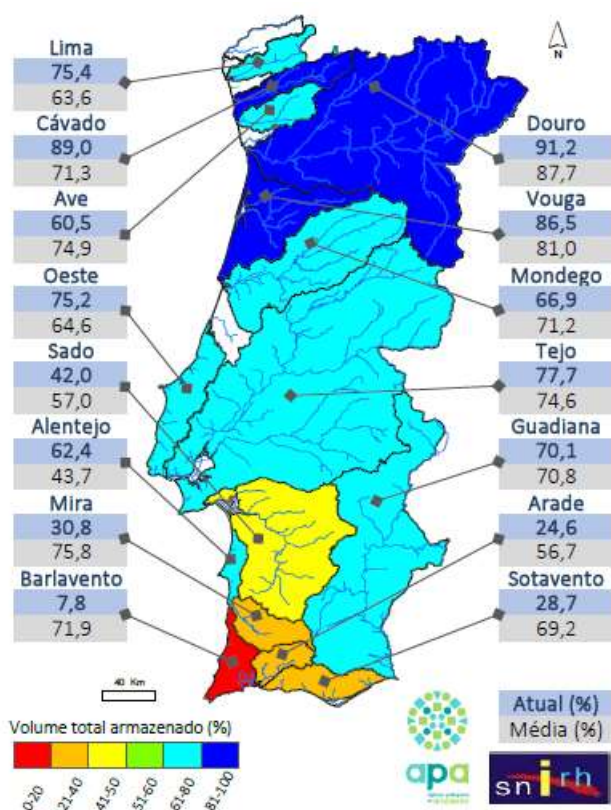 Lima
75,4
63,6
Cávado
89,0
71,3
Ave
60,5
74,9
Oeste
75,2
64,6
Sado
42,0
57,0
Alentejo
62,4
43,7
Mira
30,8
75,8
Barlavento
7,8
71,9
N
Douro
91,2
87,7
Vouga
86,5
81,0
Mondego
66,9
71,2
Tejo
77,7
74,6
Guadiana
70,1
70,8
Arade
24,6
56,7
Sotavento
28,7
69,2
40 Km
Volume total armazenado (%)
0-20
21-40
41-50
51-60
61-80
81-100
apa
Atual (%)
Média (%)
snirh